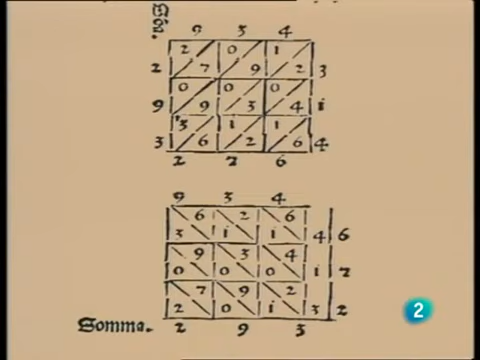 9 3 4
2 0 1
2 7 9 2 3
0 0 0
9 9 3 4 1
3 1 1
3 6 2 6 4
2 7 6
9 3 4
6 2 6
3 1 1 4 6
9 3 4
0 0 0 1 7
7 9 2
2 0 1 3 2
Somma. 2 9 3
2